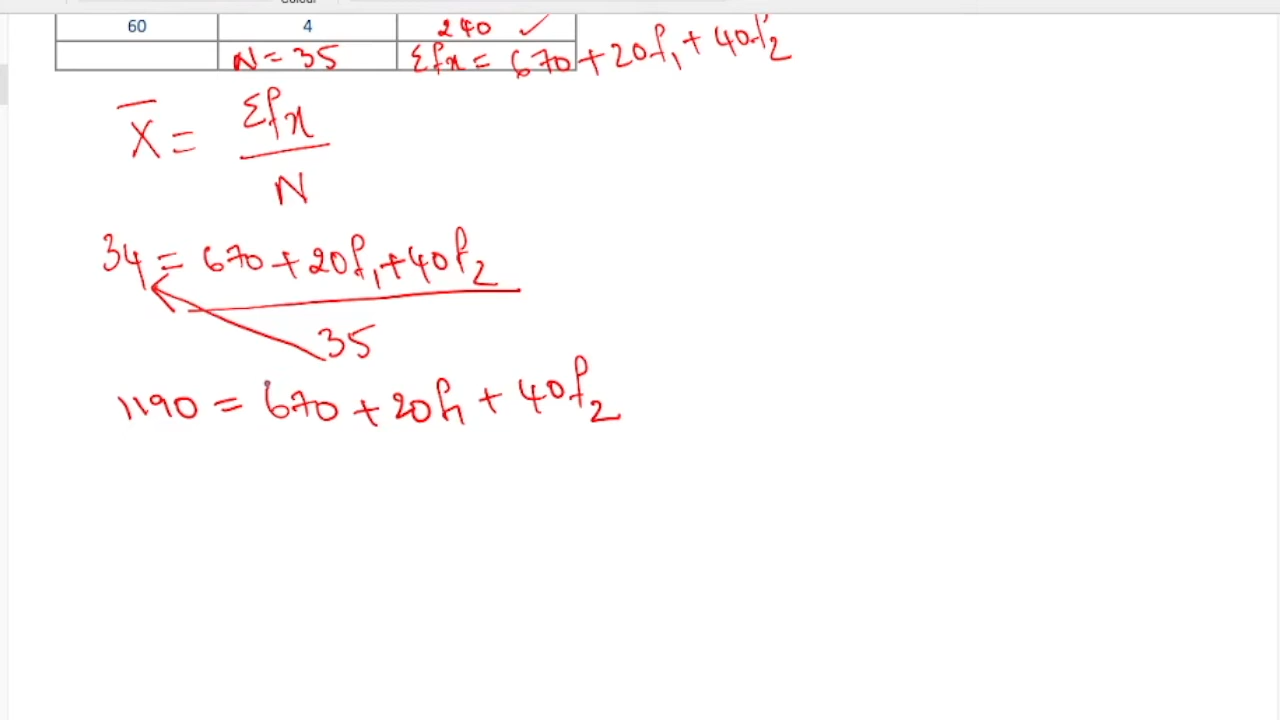 60 4 240 ✓
N = 35 Σfx = 670 + 20f₁ + 40f₂
X̅ = Σfx
N
34 = 670 + 20f₁ + 40f₂
35
1190 = 670 + 20f₁ + 40f₂